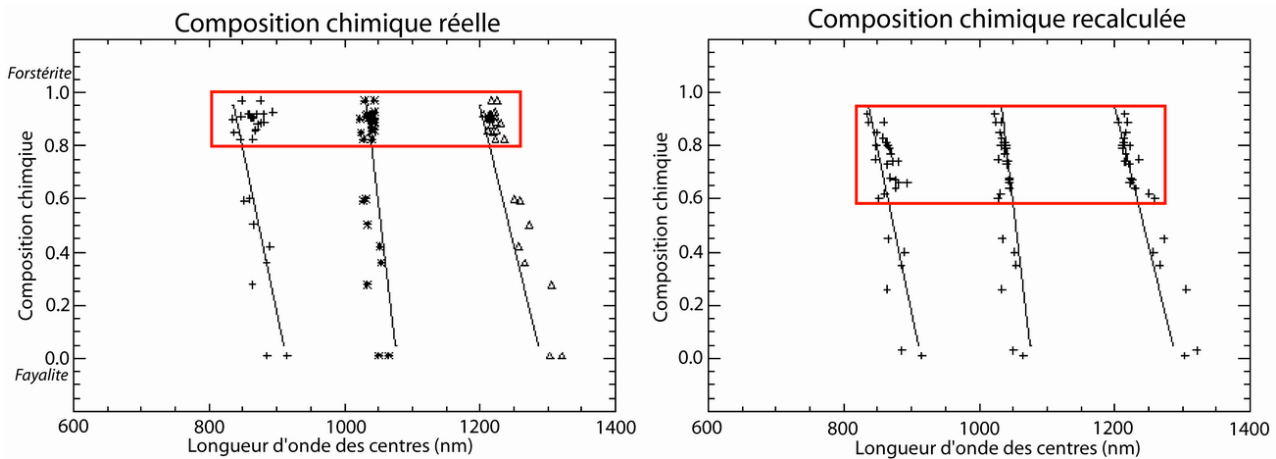 Composition chimique réelle
Composition chimique recalculée
Forstérite
Fayalite
Composition chimqiue
1.0
0.8
0.6
0.4
0.2
0.0
600
800
1000
1200
1400
Longueur d'onde des centres (nm)
Composition chimqiue
1.0
0.8
0.6
0.4
0.2
0.0
600
800
1000
1200
1400
Longueur d'onde des centres (nm)